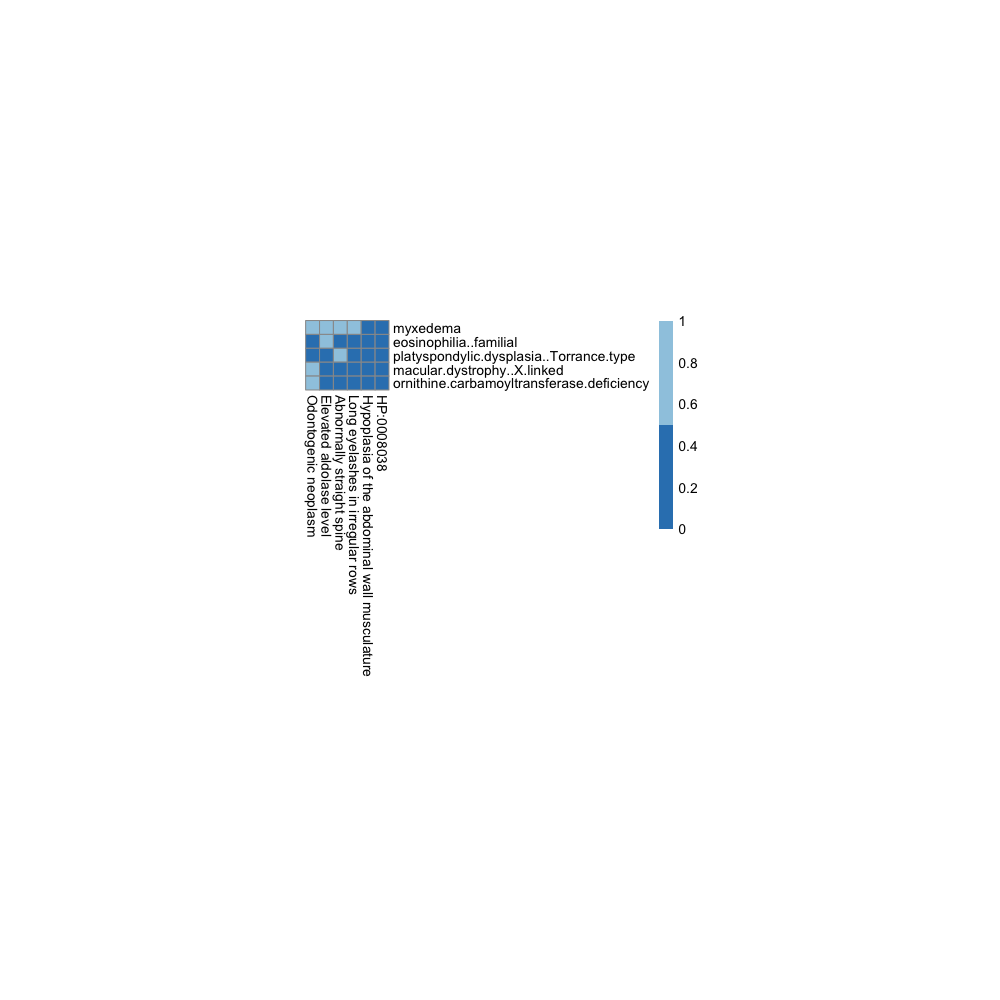 myxedema
eosinophilia..familial
platyspondylic.dysplasia..Torrance.type
macular.dystrophy..X.linked
ornithine.carbamoyltransferase.deficiency
Odontogenic neoplasm
Elevated aldolase level
Abnormally straight spine
Long eyelashes in irregular rows
Hypoplasia of the abdominal wall musculature
HP:0008038
1
0.8
0.6
0.4
0.2
0